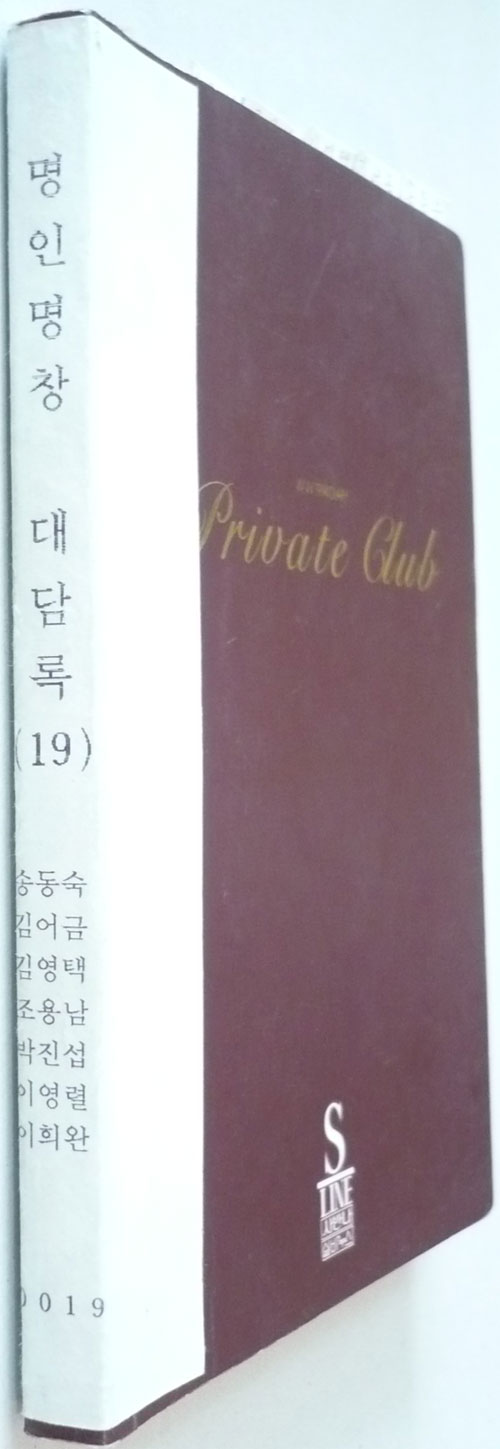 명인명창 대담록
(19)
송동숙
김어금
김영택
조용남
박진섭
이영렬
이희완
0019
Private Club
S
LINE